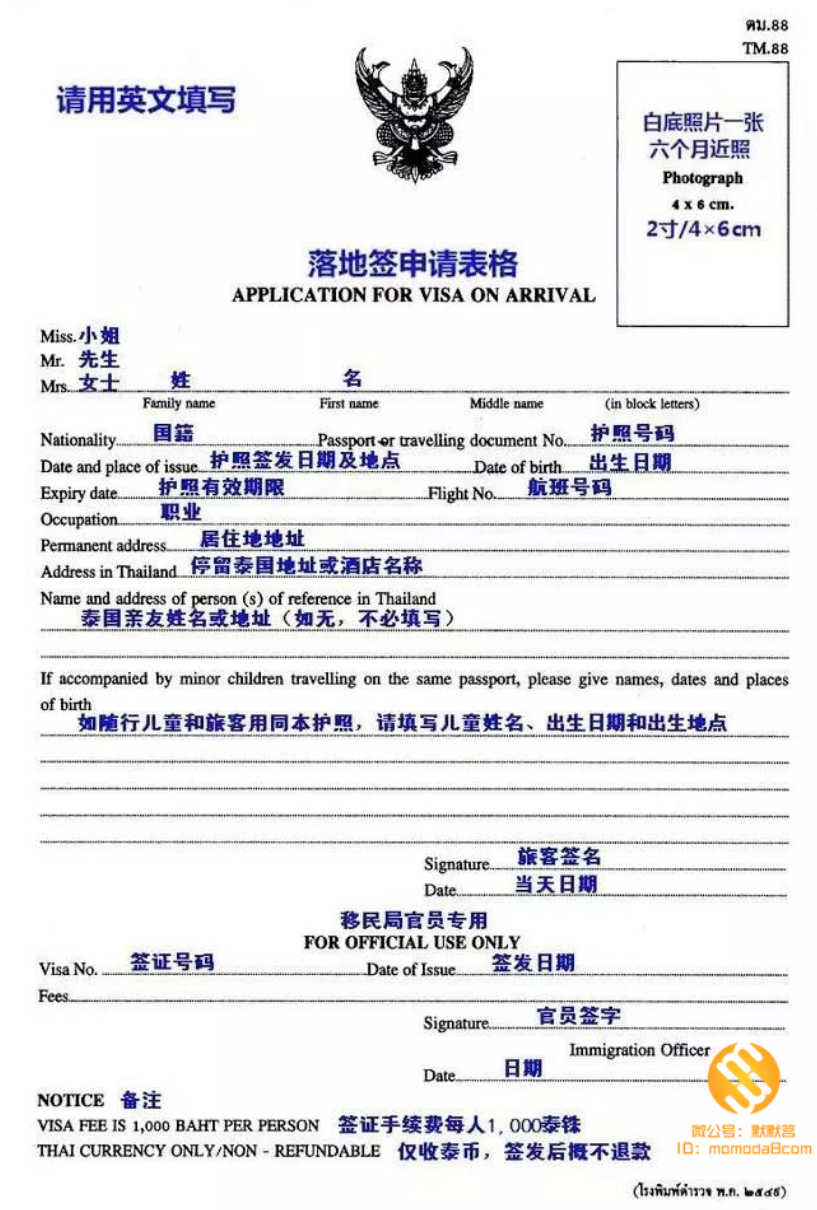 ตม.88
TM.88
请用英文填写
白底照片一张
六个月近照
Photograph
4 x 6 cm.
2寸/4×6cm
落地签申请表格
APPLICATION FOR VISA ON ARRIVAL
Miss. 小姐
Mr. 先生
Mrs. 女士 姓 名
Family name First name Middle name (in block letters)
Nationality 国籍 Passport or travelling document No. 护照号码
Date and place of issue 护照签发日期及地点 Date of birth 出生日期
Expiry date 护照有效期限 Flight No. 航班号码
Occupation 职业
Permanent address 居住地地址
Address in Thailand 停留泰国地址或酒店名称
Name and address of person (s) of reference in Thailand
泰国亲友姓名或地址（如无，不必填写）
If accompanied by minor children travelling on the same passport, please give names, dates and places
of birth
如随行儿童和旅客用同本护照，请填写儿童姓名、出生日期和出生地点
Signature 旅客签名
Date 当天日期
移民局官员专用
FOR OFFICIAL USE ONLY
Visa No. 签证号码 Date of Issue 签发日期
Fees
Signature 官员签字
Immigration Officer
Date 日期
NOTICE 备注
VISA FEE IS 1,000 BAHT PER PERSON 签证手续费每人1,000泰铢
THAI CURRENCY ONLY/NON - REFUNDABLE 仅收泰币，签发后概不退款
微公号：默默答
ID：momoda8com
(โรงพิมพ์ตำรวจ พ.ศ. ๒๕๔๕)